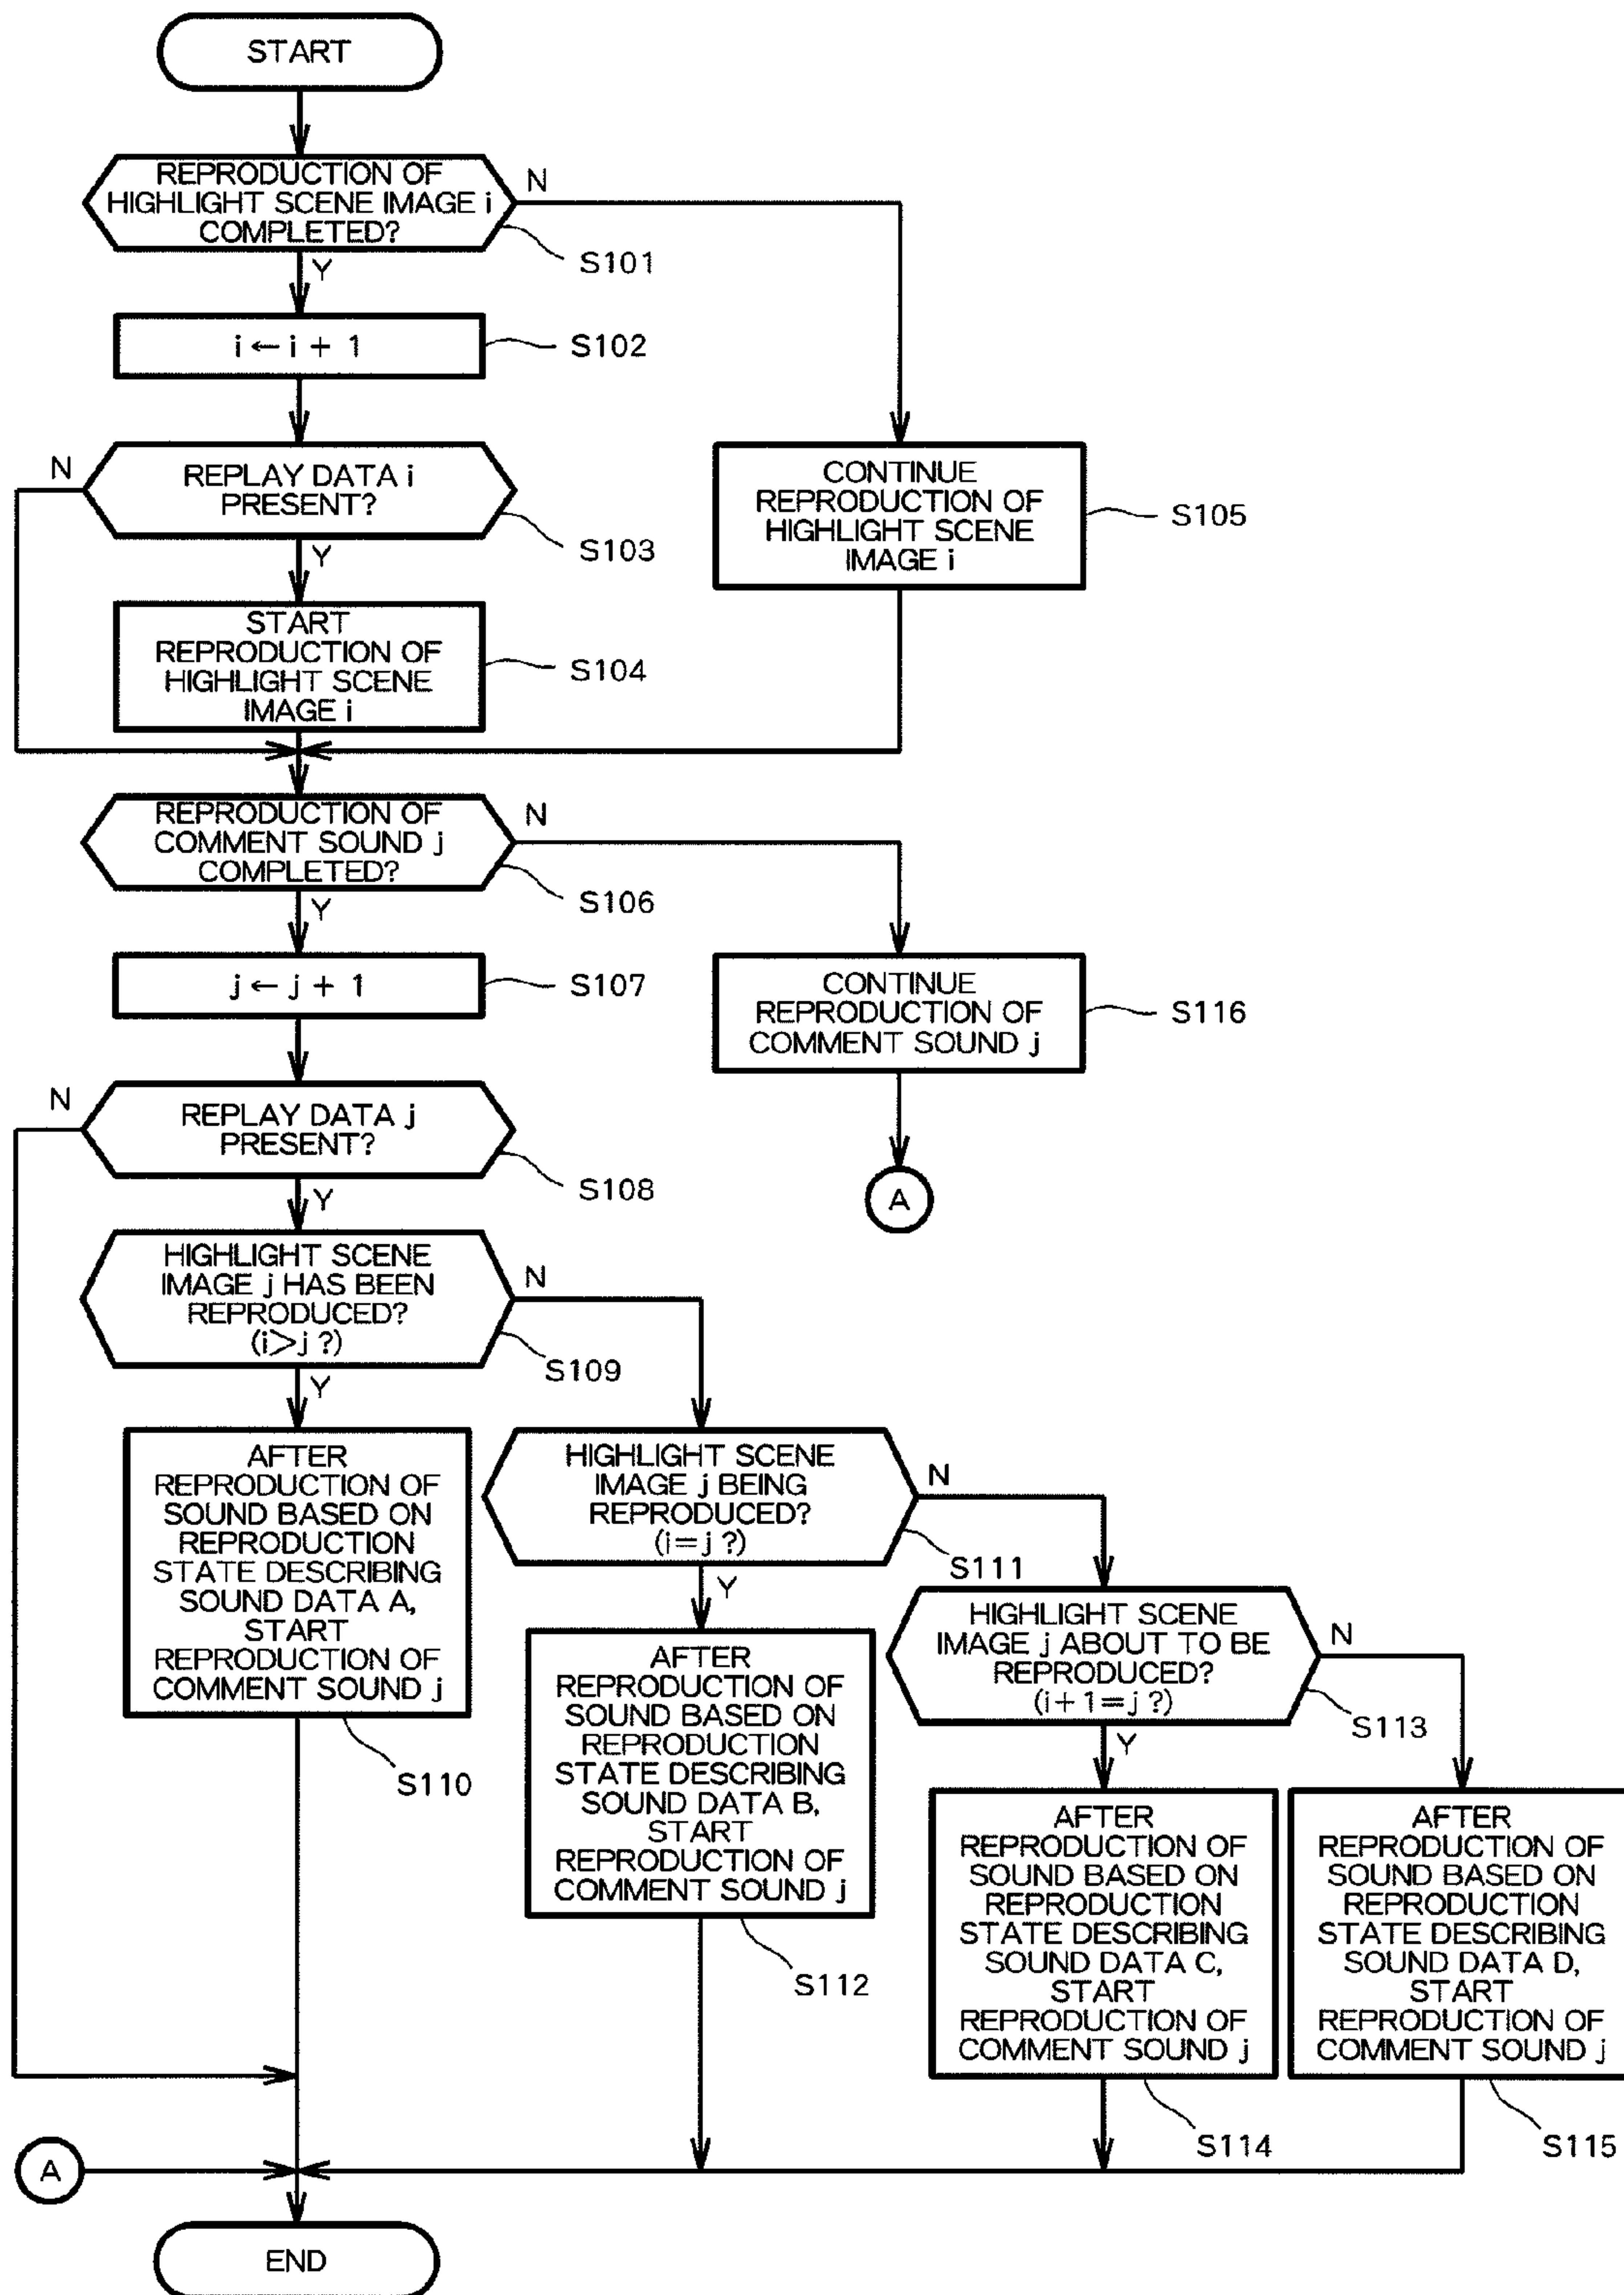 START
REPRODUCTION OF
HIGHLIGHT SCENE IMAGE i
COMPLETED?
N
S101
Y
i ← i + 1
S102
N
REPLAY DATA i
PRESENT?
S103
Y
CONTINUE
REPRODUCTION OF
HIGHLIGHT SCENE
IMAGE i
S105
START
REPRODUCTION OF
HIGHLIGHT SCENE
IMAGE i
S104
REPRODUCTION OF
COMMENT SOUND j
COMPLETED?
N
S106
Y
j ← j + 1
S107
CONTINUE
REPRODUCTION OF
COMMENT SOUND j
S116
A
N
REPLAY DATA j
PRESENT?
S108
Y
HIGHLIGHT SCENE
IMAGE j HAS BEEN
REPRODUCED?
(i>j ?)
N
S109
Y
AFTER
REPRODUCTION OF
SOUND BASED ON
REPRODUCTION
STATE DESCRIBING
SOUND DATA A,
START
REPRODUCTION OF
COMMENT SOUND j
S110
HIGHLIGHT SCENE
IMAGE j BEING
REPRODUCED?
(i=j ?)
N
S111
Y
AFTER
REPRODUCTION OF
SOUND BASED ON
REPRODUCTION
STATE DESCRIBING
SOUND DATA B,
START
REPRODUCTION OF
COMMENT SOUND j
S112
HIGHLIGHT SCENE
IMAGE j ABOUT TO BE
REPRODUCED?
(i+1=j ?)
N
S113
Y
AFTER
REPRODUCTION OF
SOUND BASED ON
REPRODUCTION
STATE DESCRIBING
SOUND DATA C,
START
REPRODUCTION OF
COMMENT SOUND j
S114
AFTER
REPRODUCTION OF
SOUND BASED ON
REPRODUCTION
STATE DESCRIBING
SOUND DATA D,
START
REPRODUCTION OF
COMMENT SOUND j
S115
A
END